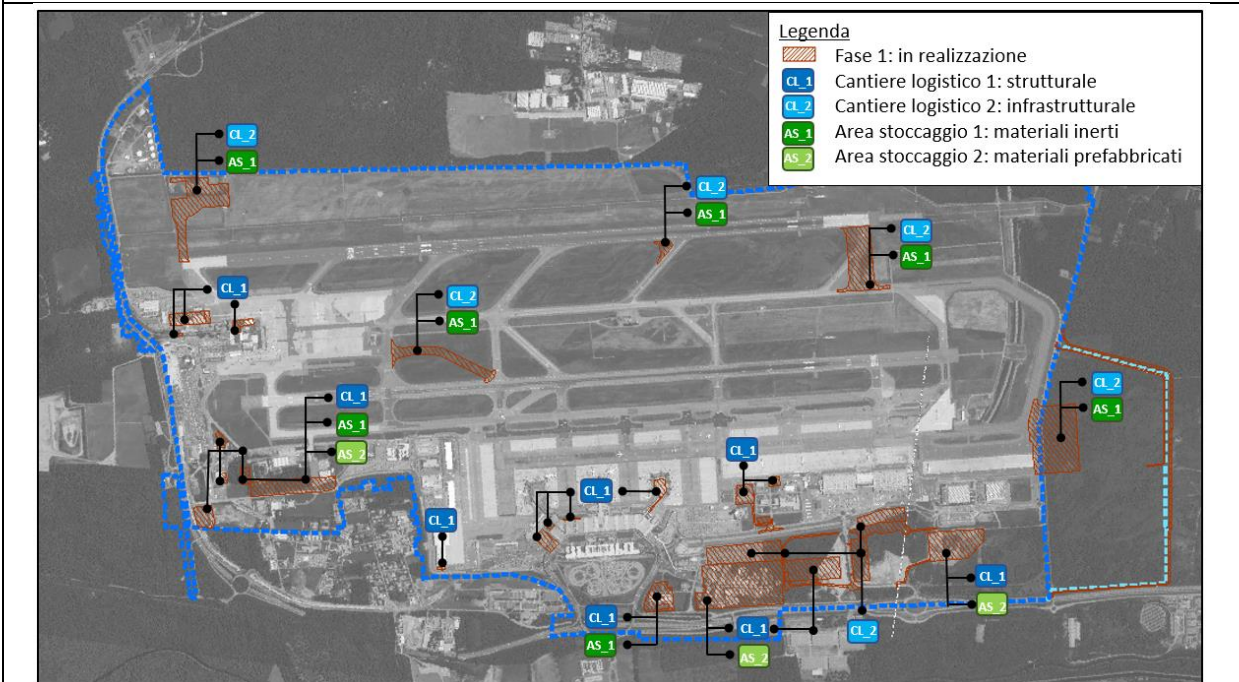 Legenda
Fase 1: in realizzazione
CL_1 Cantiere logistico 1: strutturale
CL_2 Cantiere logistico 2: infrastrutturale
AS_1 Area stoccaggio 1: materiali inerti
AS_2 Area stoccaggio 2: materiali prefabbricati
CL_2
AS_1
CL_2
AS_1
CL_2
AS_1
CL_1
CL_2
AS_1
CL_2
AS_1
CL_1
AS_1
AS_2
CL_1
CL_1
CL_1
CL_1
AS_2
CL_1
AS_1
CL_1
AS_2
CL_2